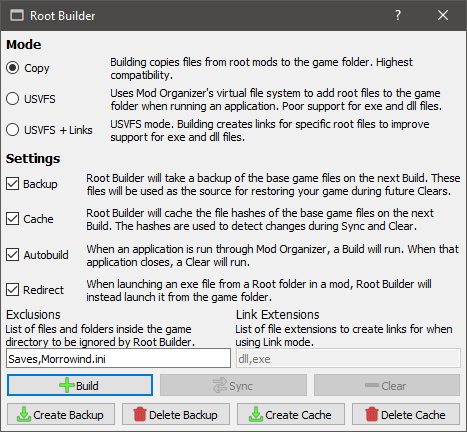 Root Builder
Mode
Copy
Building copies files from root mods to the game folder. Highest
compatibility.
USVFS
Uses Mod Organizer's virtual file system to add root files to the game
folder when running an application. Poor support for exe and dll files.
USVFS + Links
USVFS mode. Building creates links for specific root files to improve
support for exe and dll files.
Settings
Backup
Root Builder will take a backup of the base game files on the next Build. These
files will be used as the source for restoring your game during future Clears.
Cache
Root Builder will cache the file hashes of the base game files on the next
Build. The hashes are used to detect changes during Sync and Clear.
Autobuild
When an application is run through Mod Organizer, a Build will run. When that
application closes, a Clear will run.
Redirect
When launching an exe file from a Root folder in a mod, Root Builder will
instead launch it from the game folder.
Exclusions
List of files and folders inside the game
directory to be ignored by Root Builder.
Saves,Morrowind.ini
Link Extensions
List of file extensions to create links for when
using Link mode.
dll,exe
Build
Sync
Clear
Create Backup
Delete Backup
Create Cache
Delete Cache